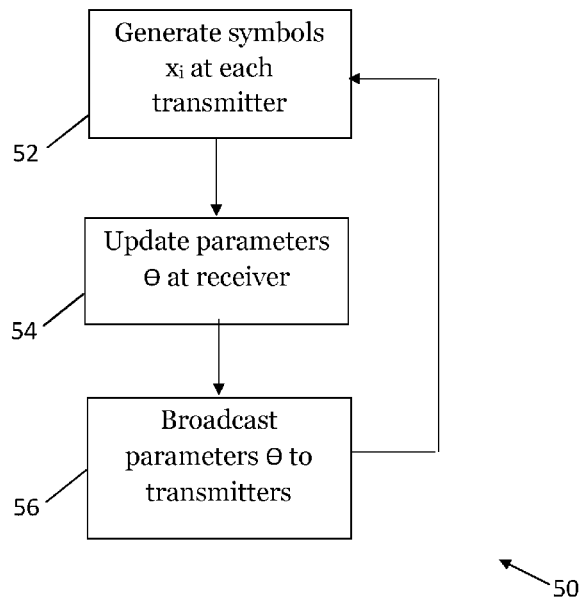 Generate symbols
xᵢ at each
transmitter
52
Update parameters
ϴ at receiver
54
Broadcast
parameters ϴ to
transmitters
56
50